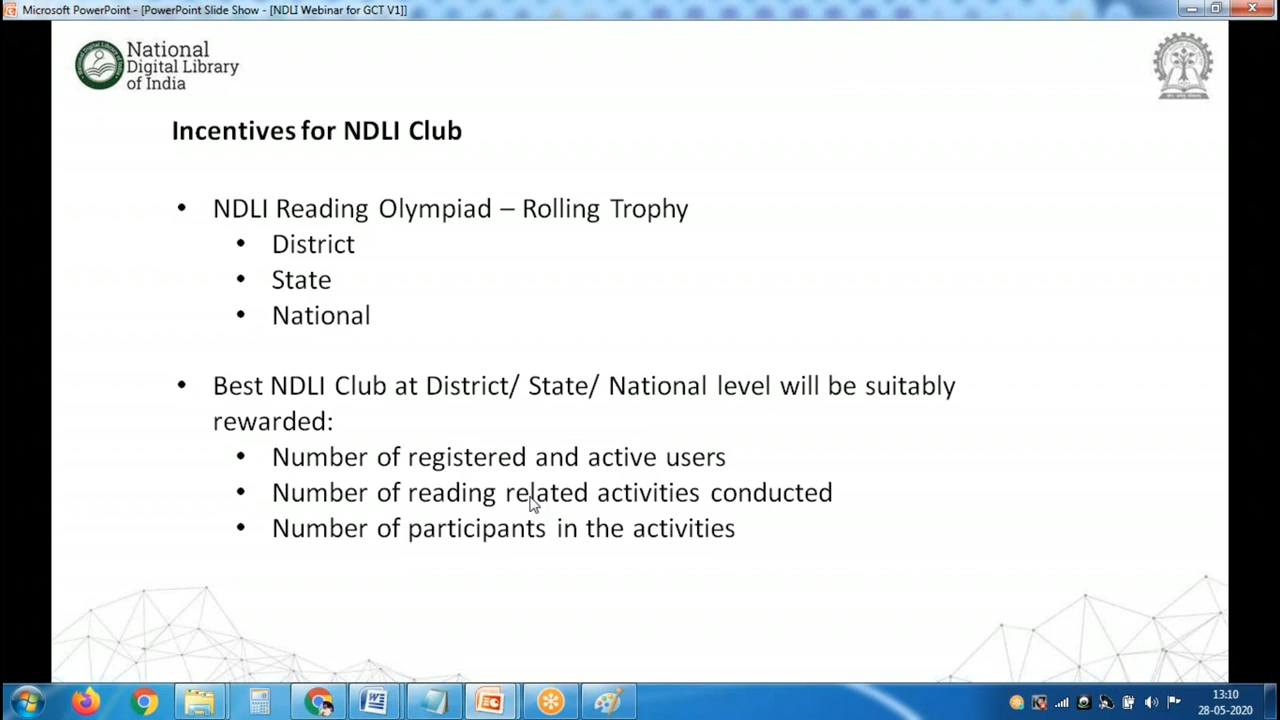 Microsoft PowerPoint - [PowerPoint Slide Show - [NDLI Webinar for GCT V1]]
National
Digital Library
of India
Incentives for NDLI Club
• NDLI Reading Olympiad – Rolling Trophy
• District
• State
• National
• Best NDLI Club at District/ State/ National level will be suitably
rewarded:
• Number of registered and active users
• Number of reading related activities conducted
• Number of participants in the activities
13:10
28-05-2020